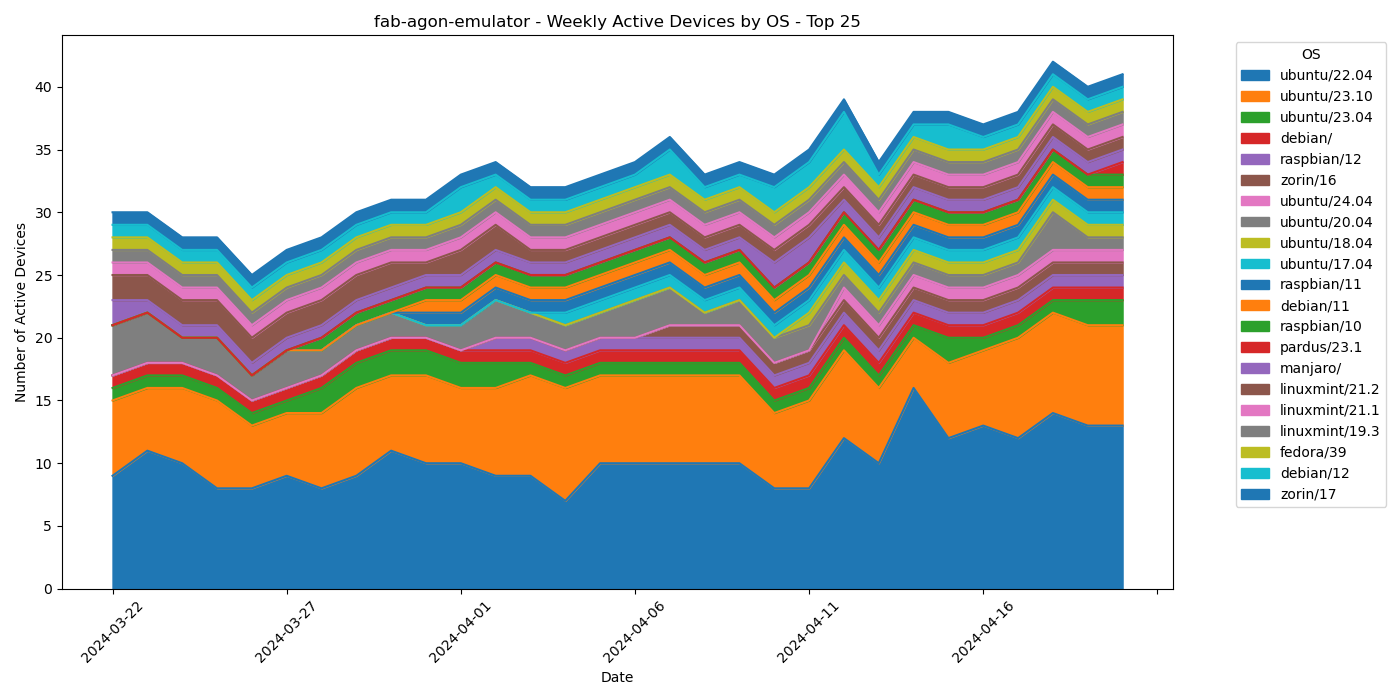 fab-agon-emulator - Weekly Active Devices by OS - Top 25
Number of Active Devices
40
35
30
25
20
15
10
5
0
2024-03-22
2024-03-27
2024-04-01
2024-04-06
2024-04-11
2024-04-16
Date
OS
ubuntu/22.04
ubuntu/23.10
ubuntu/23.04
debian/
raspbian/12
zorin/16
ubuntu/24.04
ubuntu/20.04
ubuntu/18.04
ubuntu/17.04
raspbian/11
debian/11
raspbian/10
pardus/23.1
manjaro/
linuxmint/21.2
linuxmint/21.1
linuxmint/19.3
fedora/39
debian/12
zorin/17